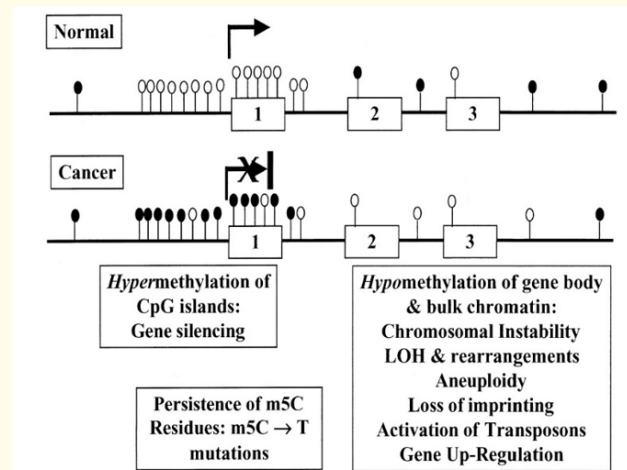 Normal
1
2
3
Cancer
X
1
2
3
Hypermethylation of
CpG islands:
Gene silencing
Persistence of m5C
Residues: m5C → T
mutations
Hypomethylation of gene body
& bulk chromatin:
Chromosomal Instability
LOH & rearrangements
Aneuploidy
Loss of imprinting
Activation of Transposons
Gene Up-Regulation